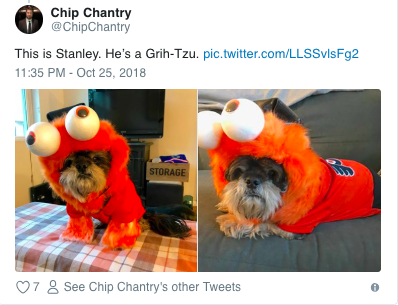 Chip Chantry
@ChipChantry
This is Stanley. He's a Grih-Tzu. pic.twitter.com/LLSSvlsFg2
11:35 PM - Oct 25, 2018
STORAGE
7 See Chip Chantry's other Tweets